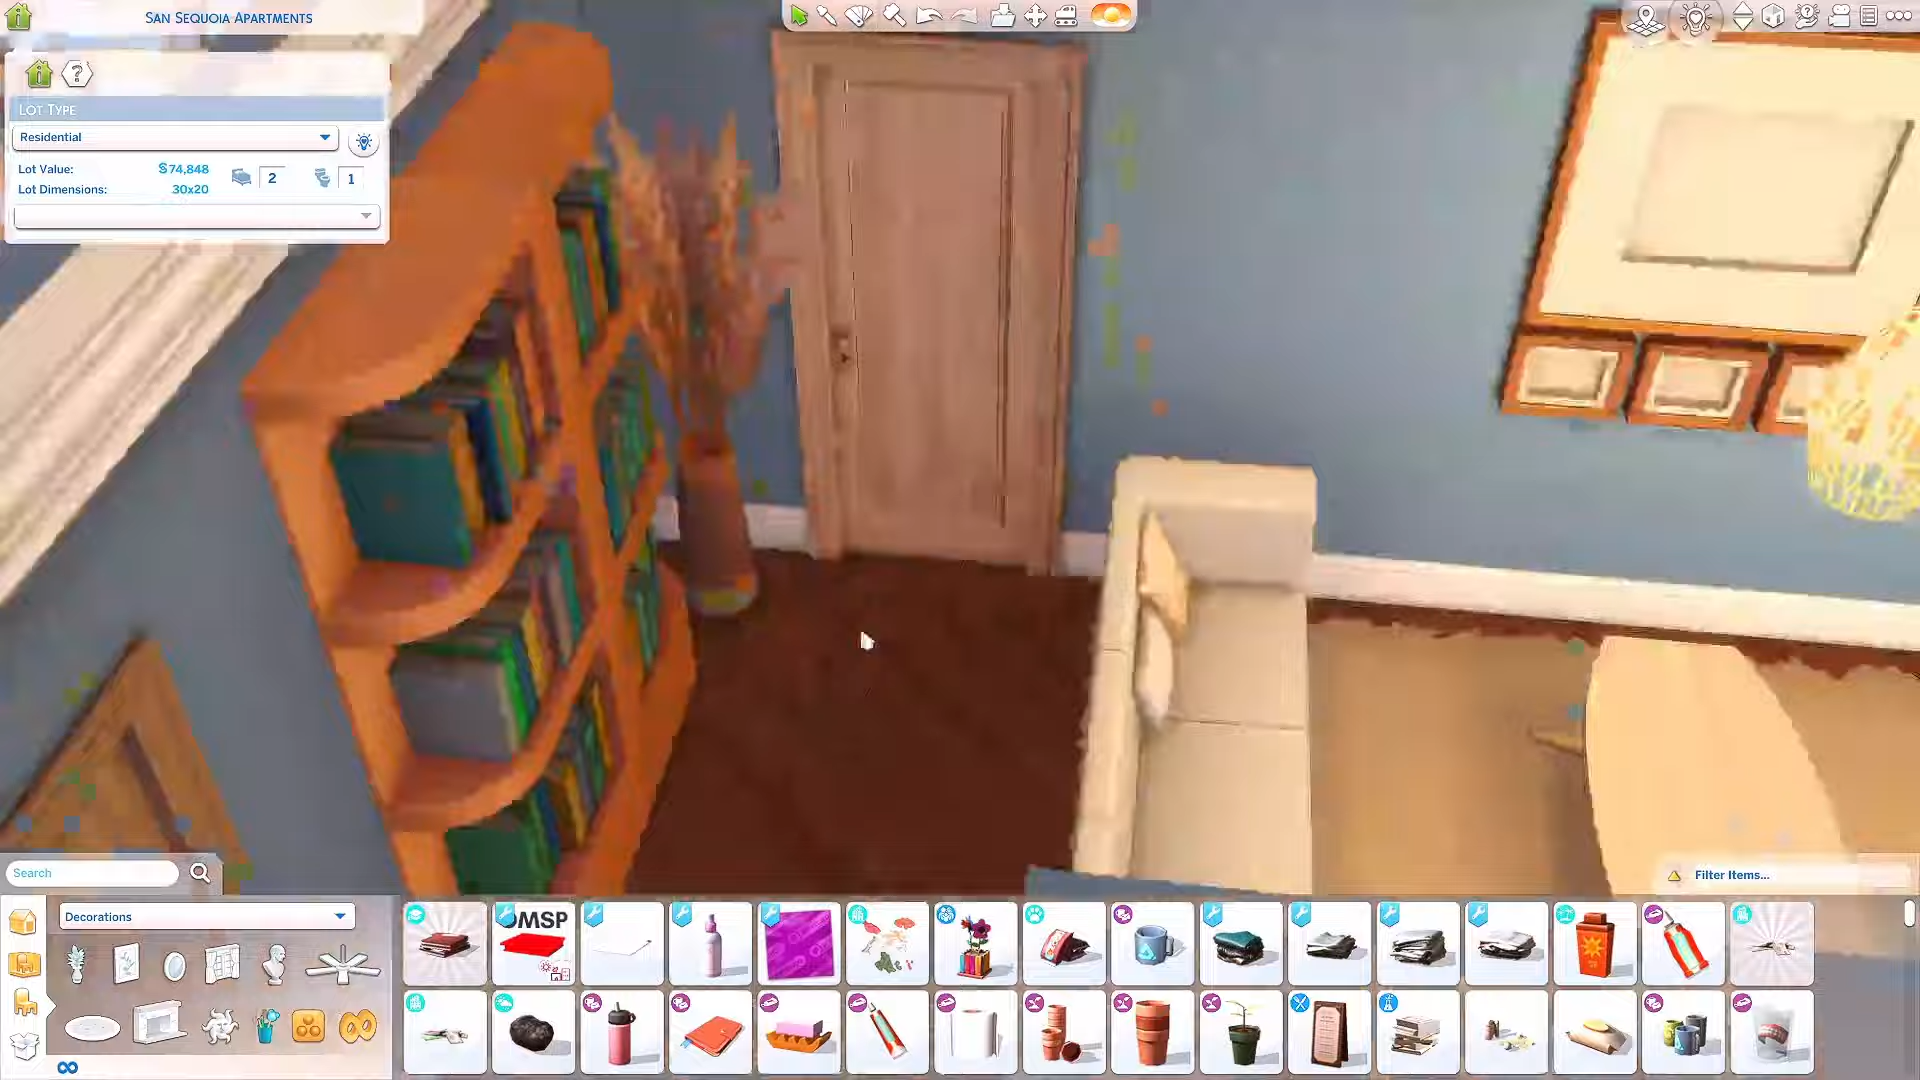 San Sequoia Apartments
Lot Type
Residential
Lot Value: §74,848
2
1
Lot Dimensions: 30x20
Search
Filter Items...
Decorations
OMSP